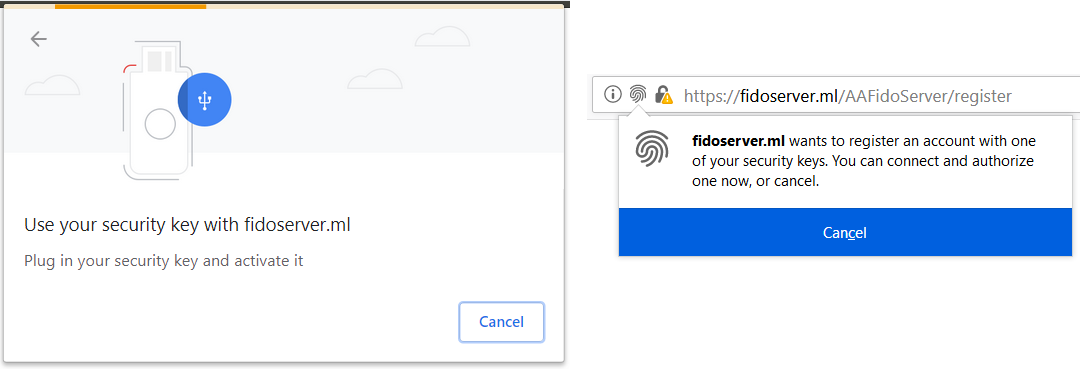 Use your security key with fidoserver.ml
Plug in your security key and activate it
Cancel
https://fidoserver.ml/AAFidoServer/register
fidoserver.ml wants to register an account with one
of your security keys. You can connect and authorize
one now, or cancel.
Cancel